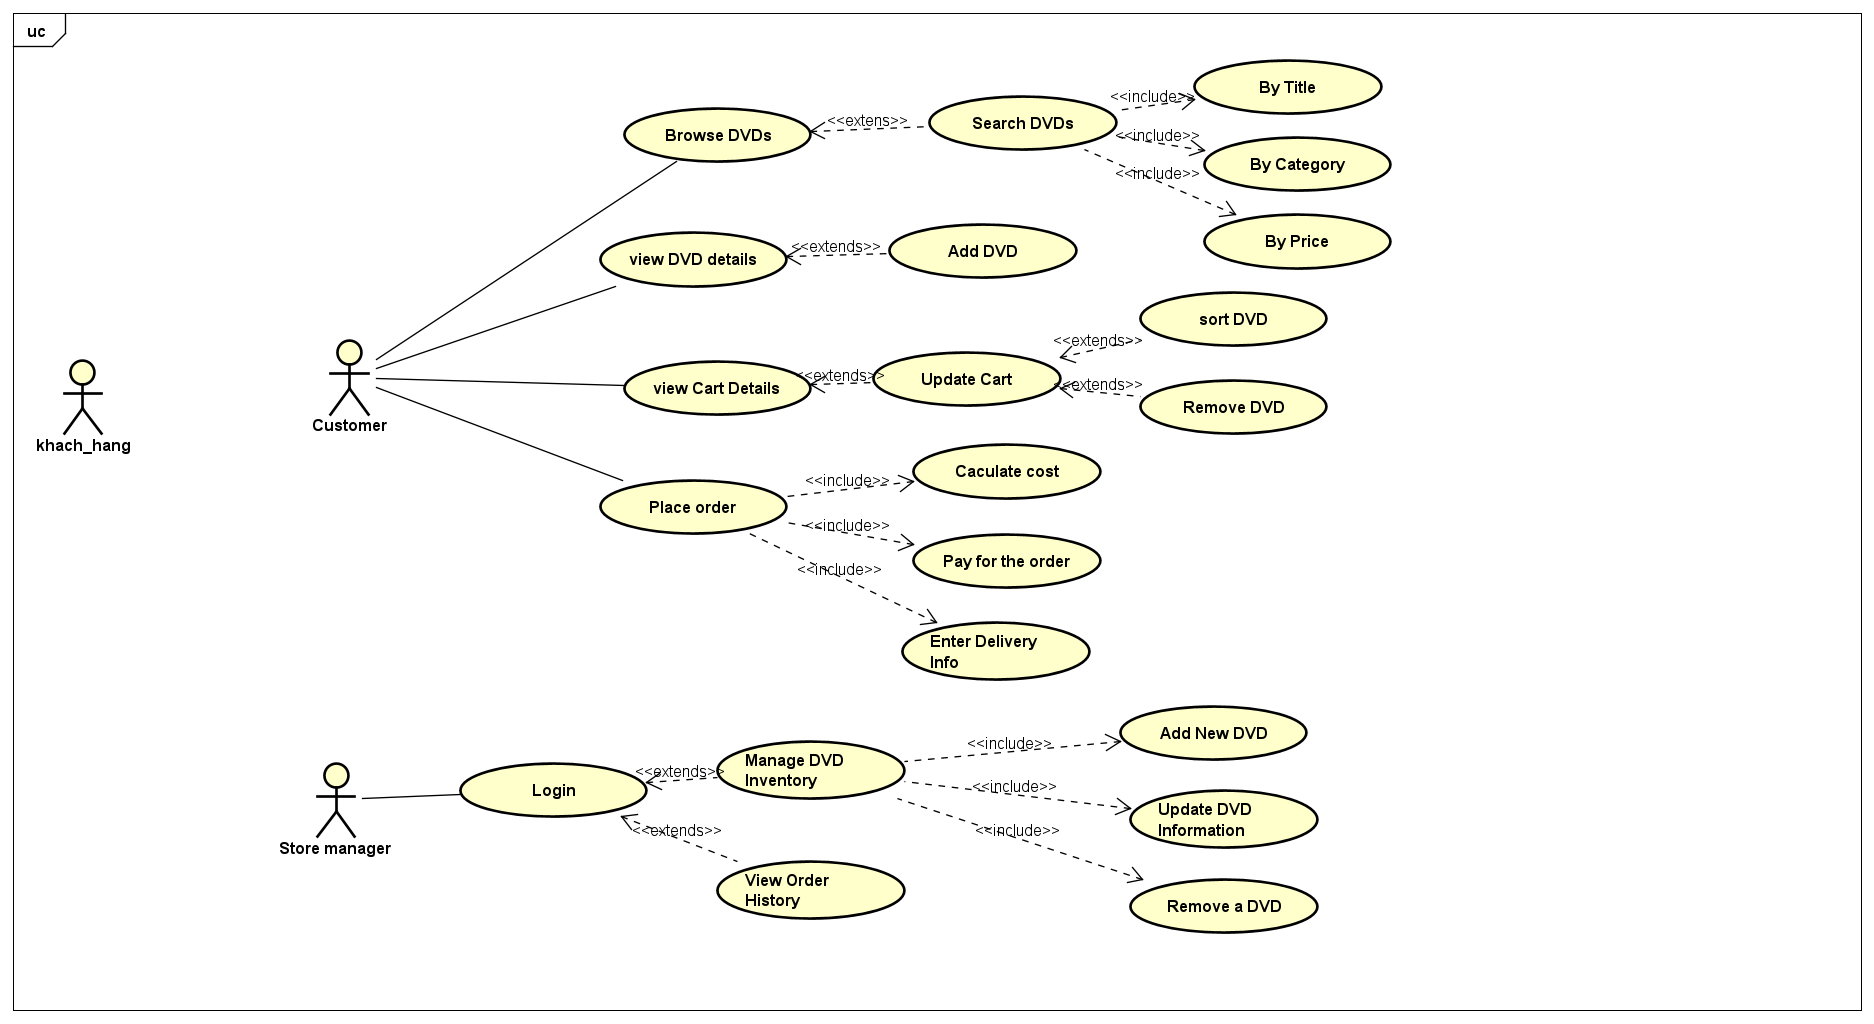 uc
By Title
<<include>>
Browse DVDs
<<extens>>
Search DVDs
<<include>>
By Category
<<include>>
By Price
view DVD details
<<extends>>
Add DVD
sort DVD
<<extends>>
view Cart Details
<<extends>>
Update Cart
<<extends>>
Remove DVD
Customer
khach_hang
Place order
<<include>>
Caculate cost
<<include>>
Pay for the order
<<include>>
Enter Delivery
Info
Store manager
Login
<<extends>>
Manage DVD
Inventory
<<include>>
Add New DVD
<<include>>
Update DVD
Information
<<include>>
Remove a DVD
<<extends>>
View Order
History